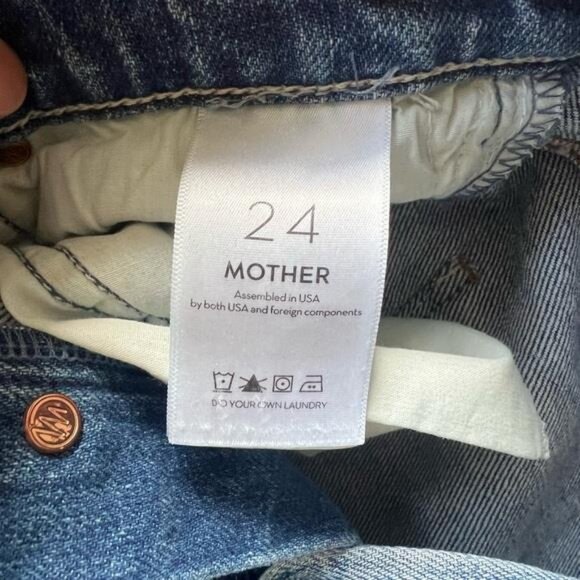 24
MOTHER
Assembled in USA
by both USA and foreign components
DO YOUR OWN LAUNDRY